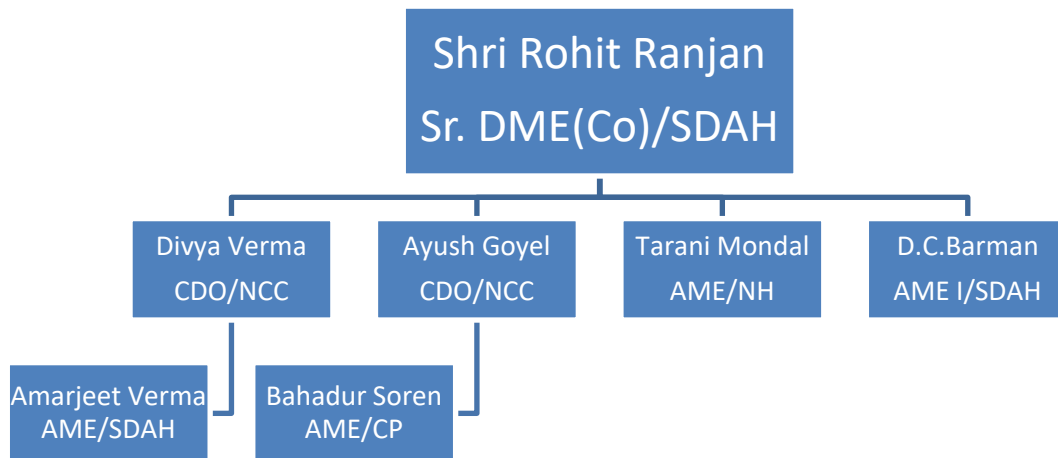 Shri Rohit Ranjan
Sr. DME(Co)/SDAH
Divya Verma
CDO/NCC
Ayush Goyel
CDO/NCC
Tarani Mondal
AME/NH
D.C.Barman
AME I/SDAH
Amarjeet Verma
AME/SDAH
Bahadur Soren
AME/CP